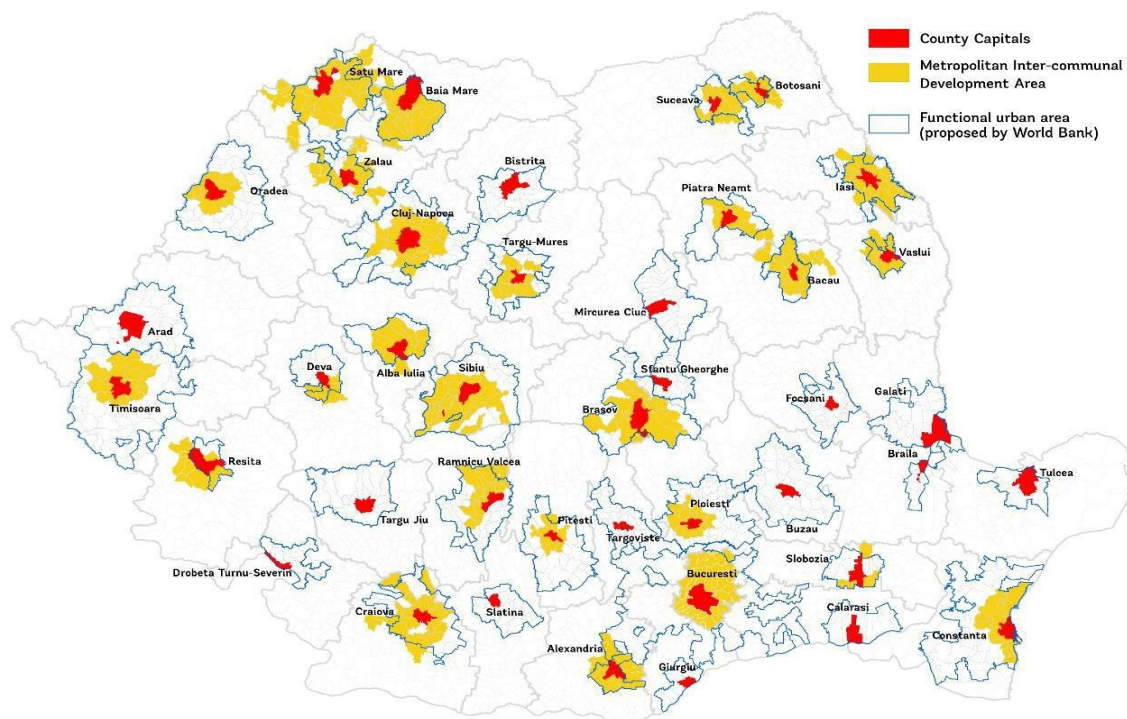 County Capitals
Metropolitan Inter-communal
Development Area
Functional urban area
(proposed by World Bank)
Satu Mare
Baia Mare
Suceava
Botosani
Zalau
Bistrita
Oradea
Iasi
Piatra Neamt
Cluj-Napoca
Targu-Mures
Vaslui
Bacau
Mircurea Ciuc
Arad
Deva
Alba Iulia
Sibiu
Sfantu Gheorghe
Timisoara
Brasov
Focsani
Galati
Braila
Resita
Ramnicu Valcea
Tulcea
Targu Jiu
Pitesti
Targoviste
Ploiesti
Buzau
Slobozia
Drobeta Turnu-Severin
Bucuresti
Craiova
Slatina
Calarasi
Constanta
Alexandria
Giurgiu